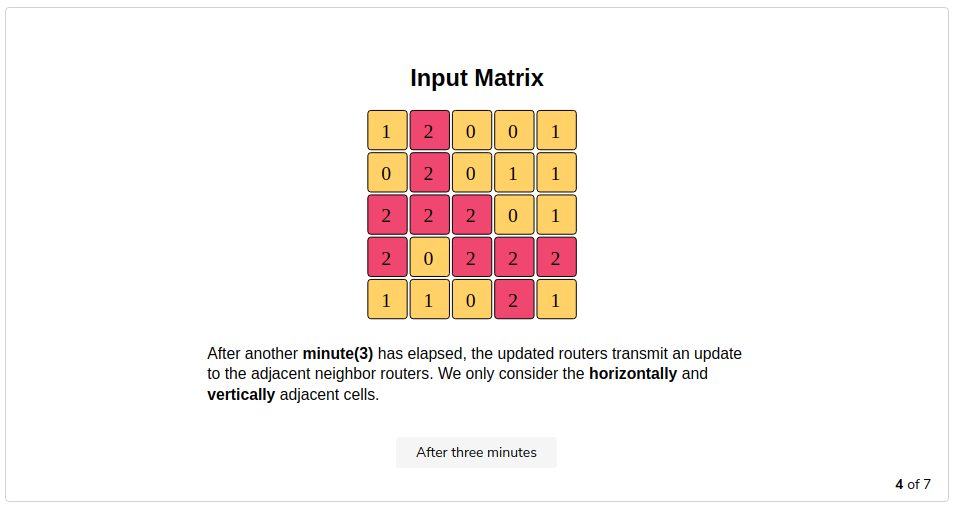 Input Matrix
1 2 0 0 1
0 2 0 1 1
2 2 2 0 1
2 0 2 2 2
1 1 0 2 1
After another minute(3) has elapsed, the updated routers transmit an update
to the adjacent neighbor routers. We only consider the horizontally and
vertically adjacent cells.
After three minutes
4 of 7